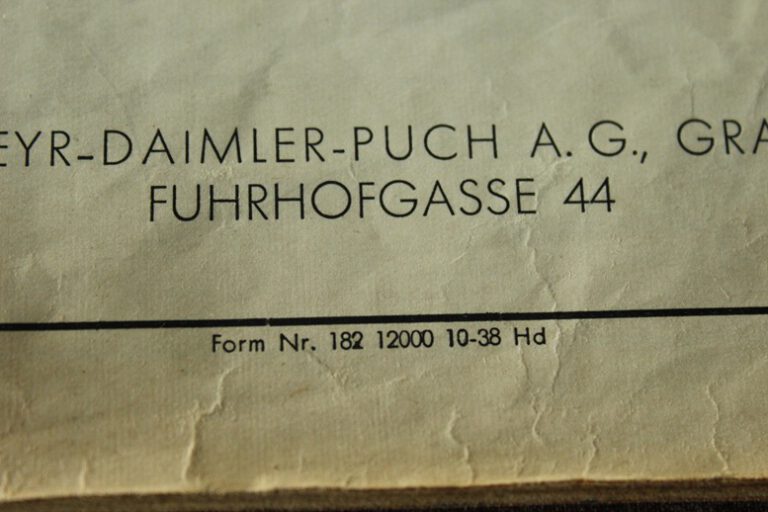 EYR-DAIMLER-PUCH A. G., GRA
FUHRHOFGASSE 44
Form Nr. 182 12000 10-38 Hd